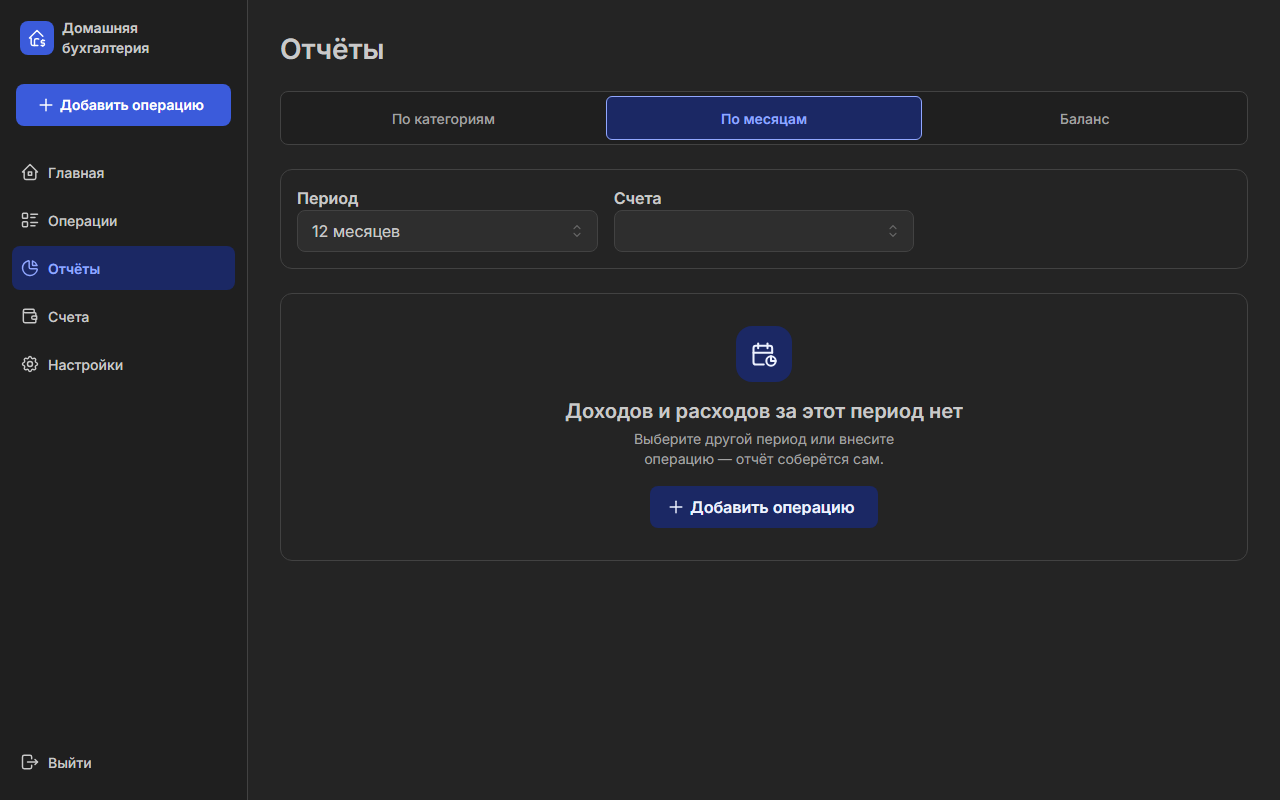 Домашняя
бухгалтерия
Добавить операцию
Главная
Операции
Отчёты
Счета
Настройки
Выйти
Отчёты
По категориям
По месяцам
Баланс
Период
Счета
12 месяцев
Доходов и расходов за этот период нет
Выберите другой период или внесите
операцию — отчёт соберётся сам.
Добавить операцию